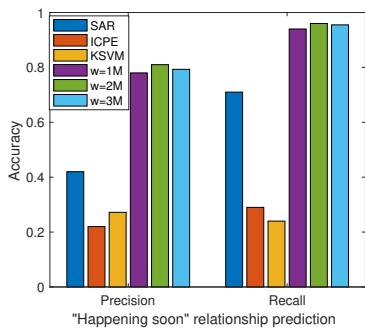 1
0.8
0.6
0.4
0.2
0
Accuracy
SAR
ICPE
KSVM
w=1M
w=2M
w=3M
Precision Recall
"Happening soon" relationship prediction